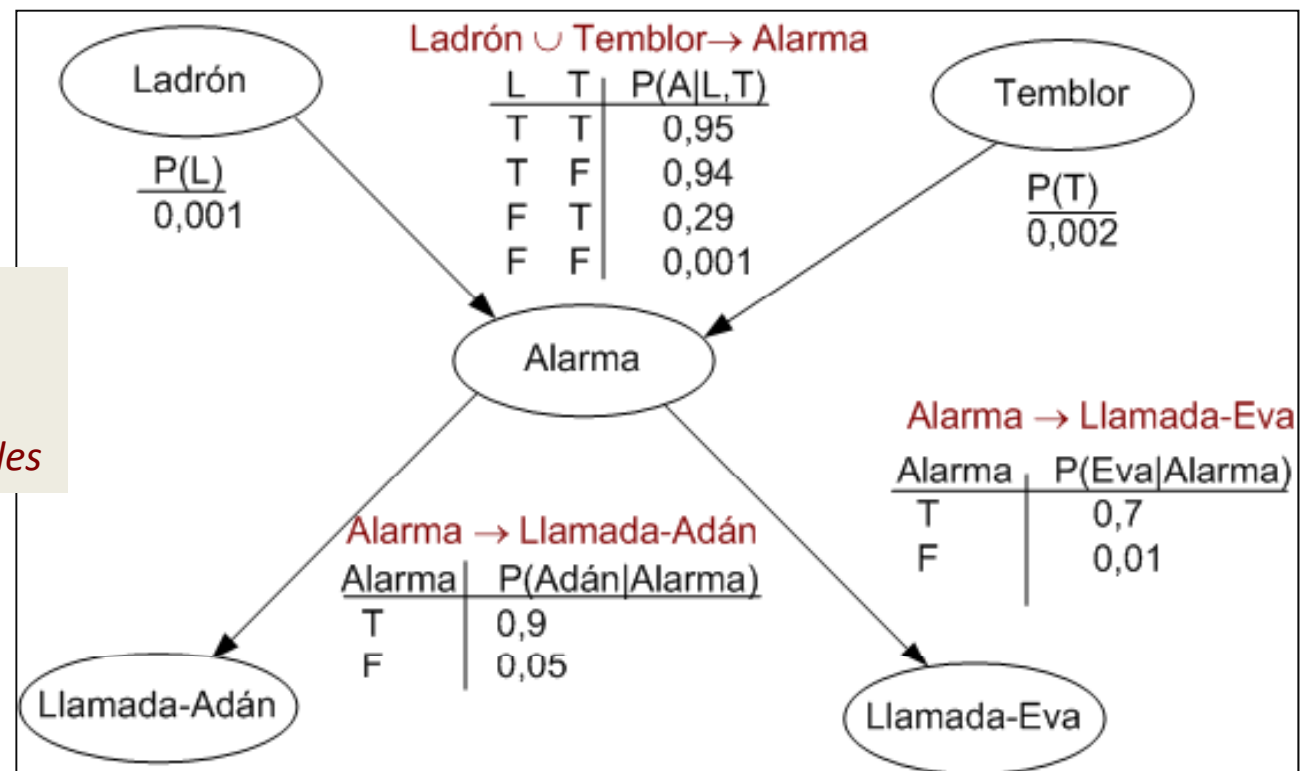 Ladrón ∪ Temblor→ Alarma
Ladrón
Temblor
L T P(A|L,T)
T T 0,95
T F 0,94
F T 0,29
F F 0,001
P(L)
0,001
P(T)
0,002
Alarma
Alarma → Llamada-Eva
Alarma P(Eva|Alarma)
T 0,7
F 0,01
Alarma → Llamada-Adán
Alarma P(Adán|Alarma)
T 0,9
F 0,05
Llamada-Adán
Llamada-Eva